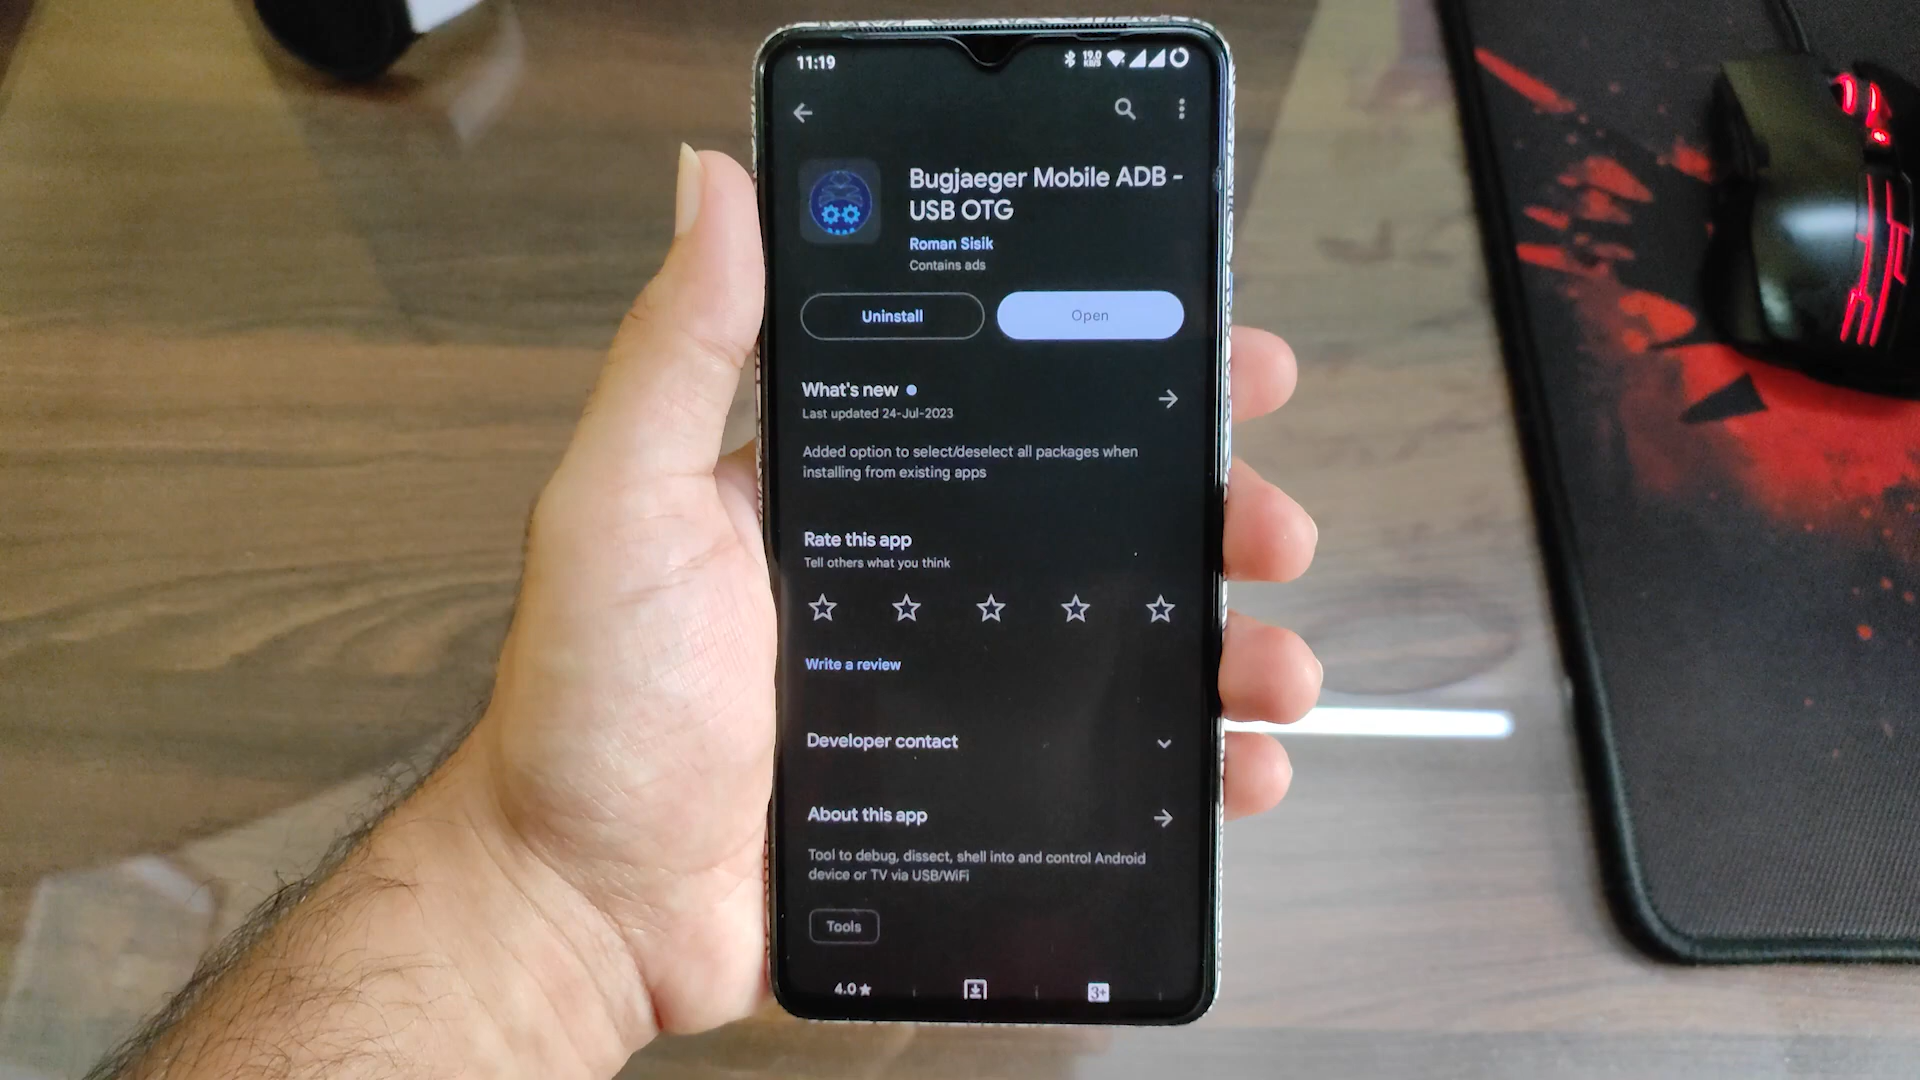 11:19
19.0
KB/S
Bugjaeger Mobile ADB -
USB OTG
Roman Sisik
Contains ads
Uninstall
Open
What's new
Last updated 24-Jul-2023
Added option to select/deselect all packages when
installing from existing apps
Rate this app
Tell others what you think
Write a review
Developer contact
About this app
Tool to debug, dissect, shell into and control Android
device or TV via USB/WiFi
Tools
4.0★
3+